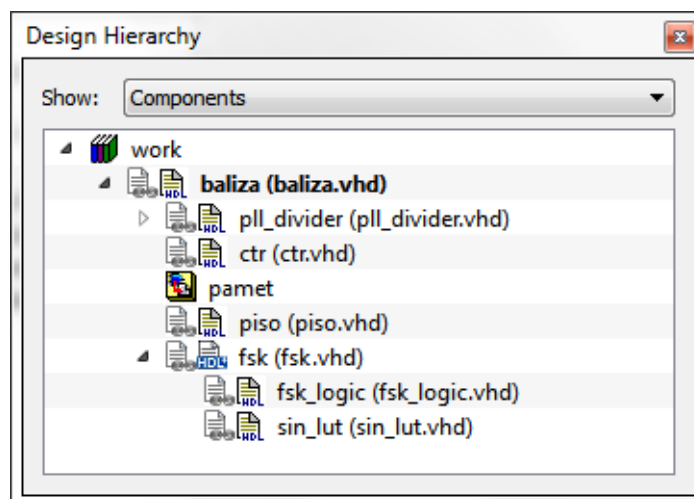 Design Hierarchy
Show: Components
work
baliza (baliza.vhd)
pll_divider (pll_divider.vhd)
ctr (ctr.vhd)
pamet
piso (piso.vhd)
fsk (fsk.vhd)
fsk_logic (fsk_logic.vhd)
sin_lut (sin_lut.vhd)